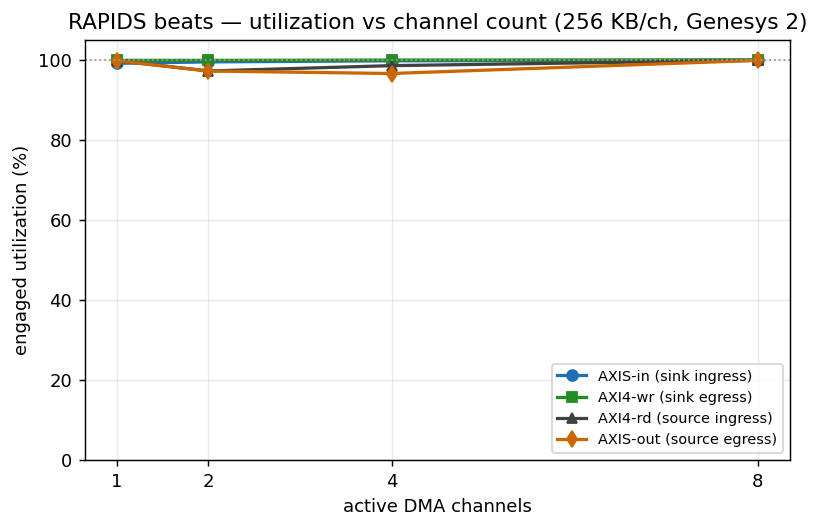 RAPIDS beats — utilization vs channel count (256 KB/ch, Genesys 2)
engaged utilization (%)
100
80
60
40
20
0
1
2
4
8
active DMA channels
AXIS-in (sink ingress)
AXI4-wr (sink egress)
AXI4-rd (source ingress)
AXIS-out (source egress)